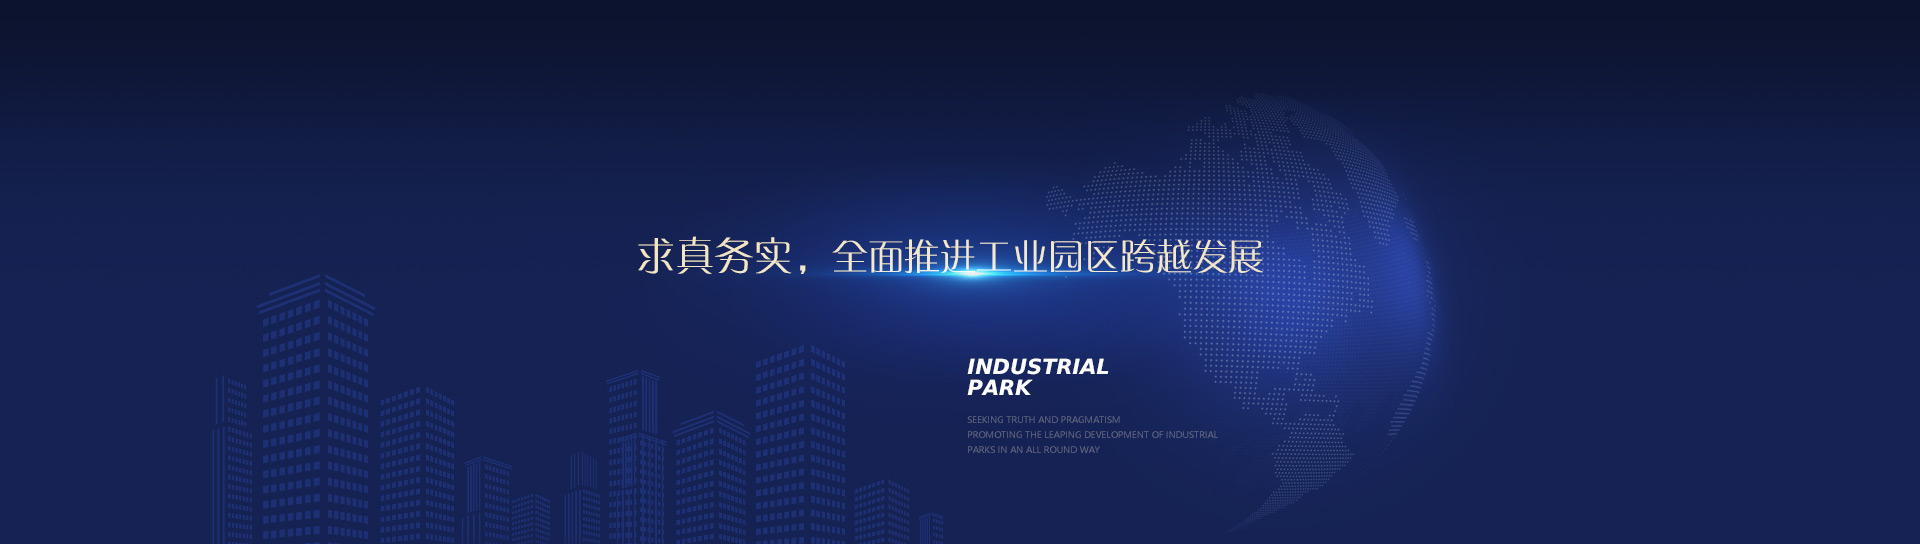 求真务实，全面推进工业园区跨越发展
INDUSTRIAL
PARK
SEEKING TRUTH AND PRAGMATISM
PROMOTING THE LEAPING DEVELOPMENT OF INDUSTRIAL
PARKS IN AN ALL ROUND WAY